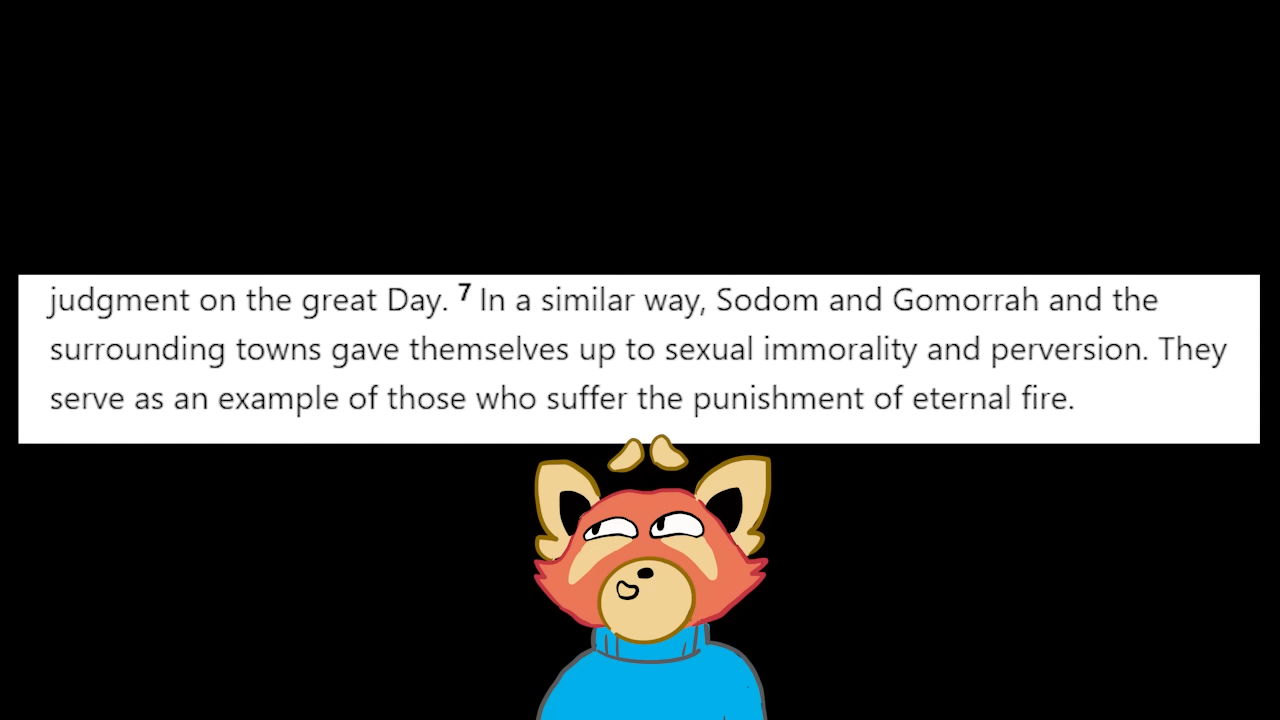 judgment on the great Day. 7 In a similar way, Sodom and Gomorrah and the
surrounding towns gave themselves up to sexual immorality and perversion. They
serve as an example of those who suffer the punishment of eternal fire.